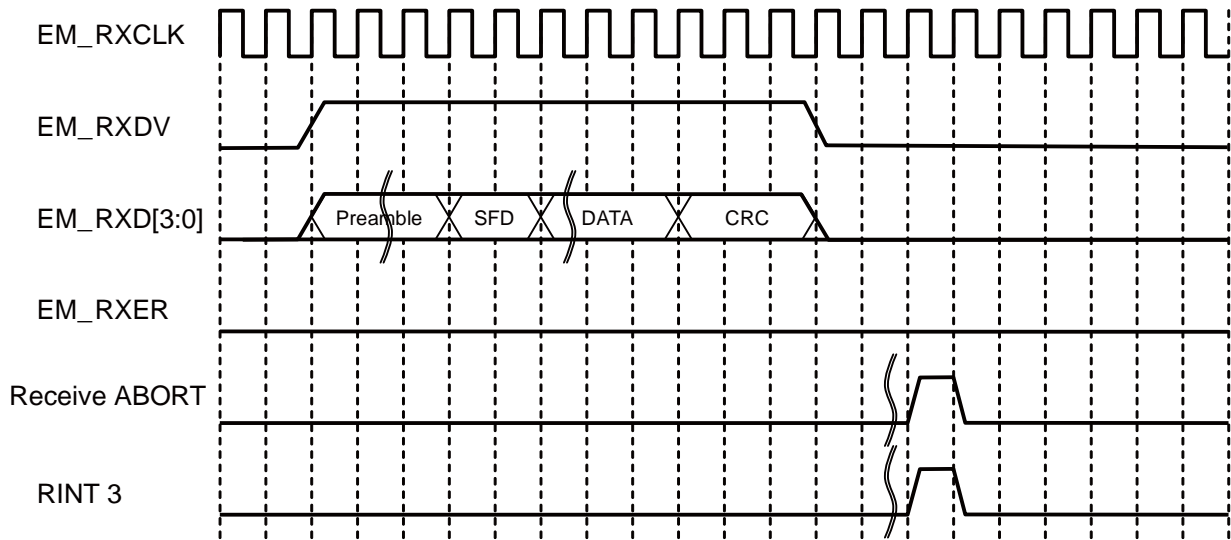 EM_RXCLK
EM_RXDV
EM_RXD[3:0]
Preamble SFD DATA CRC
EM_RXER
Receive ABORT
RINT 3